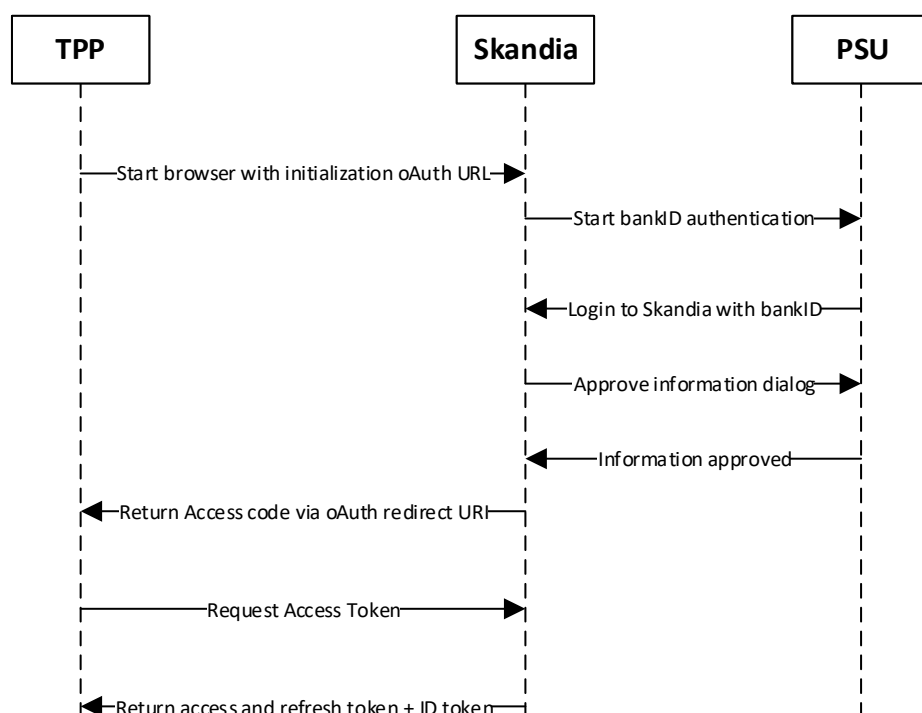 TPP
Skandia
PSU
Start browser with initialization oAuth URL
Start bankID authentication
Login to Skandia with bankID
Approve information dialog
Information approved
Return Access code via oAuth redirect URI
Request Access Token
Return access and refresh token + ID token